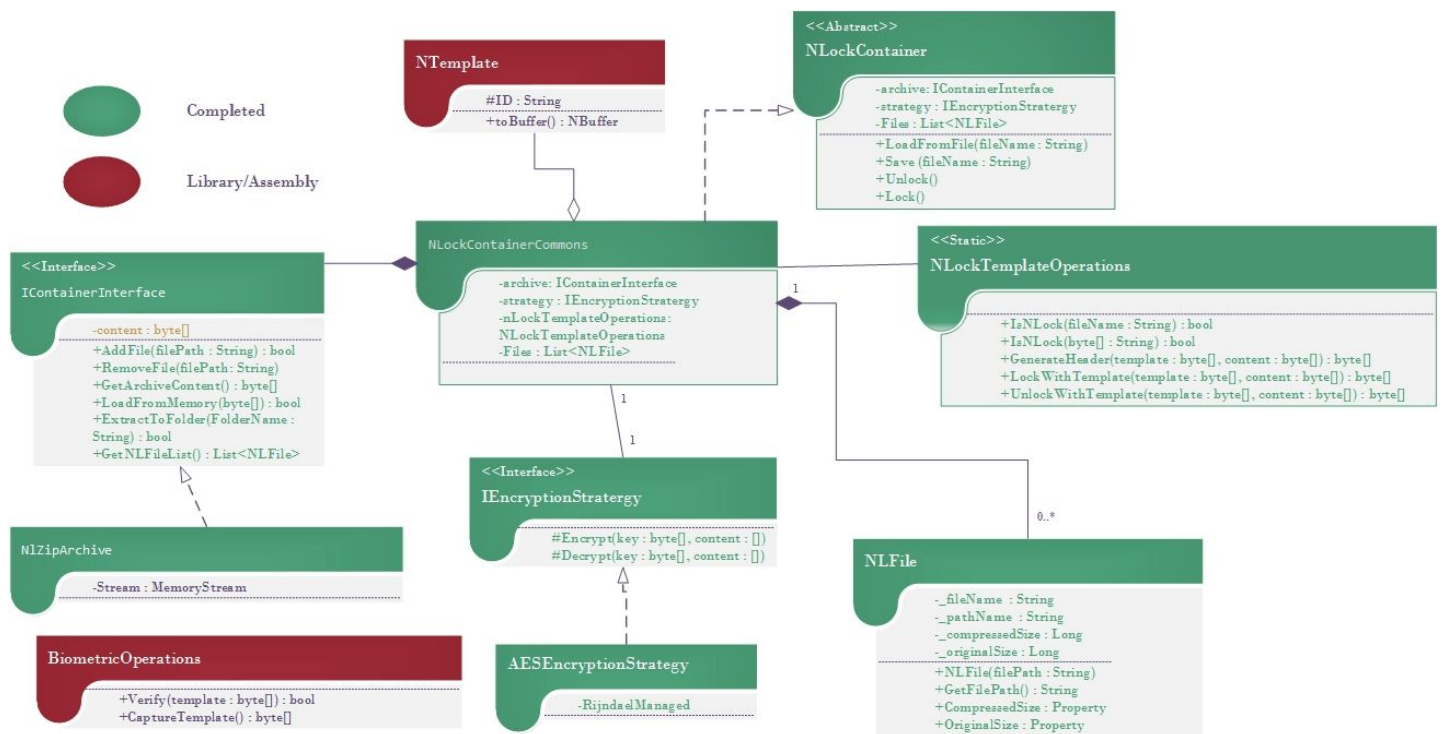 Completed
Library/Assembly
NTemplate
#ID : String
+toBuffer() : NBuffer
<<Abstract>>
NLockContainer
-archive: IContainerInterface
-strategy : IEncryptionStratergy
-Files : List<NLFile>
+LoadFromFile(fileName : String)
+Save (fileName : String)
+Unlock()
+Lock()
<<Interface>>
IContainerInterface
-content : byte[]
+AddFile(filePath : String) : bool
+RemoveFile(filePath: String)
+GetArchiveContent() : byte[]
+LoadFromMemory(byte[]) : bool
+ExtractToFolder(FolderName :
String) : bool
+GetNLFileList() : List<NLFile>
NLockContainerCommons
-archive: IContainerInterface
-strategy : IEncryptionStratergy
-nLockTemplateOperations:
NLockTemplateOperations
-Files : List<NLFile>
<<Static>>
NLockTemplateOperations
+IsNLock(fileName : String) : bool
+IsNLock(byte[] : String) : bool
+GenerateHeader(template : byte[], content : byte[]) : byte[]
+LockWithTemplate(template : byte[], content : byte[]) : byte[]
+UnlockWithTemplate(template : byte[], content : byte[]) : byte[]
1
1
1
0..*
<<Interface>>
IEncryptionStratergy
#Encrypt(key : byte[], content : [])
#Decrypt(key : byte[], content : [])
NlZipArchive
-Stream : MemoryStream
BiometricOperations
+Verify(template : byte[]) : bool
+CaptureTemplate() : byte[]
AESEncryptionStrategy
-RijndaelManaged
NLFile
-_fileName : String
-_pathName : String
-_compressedSize : Long
-_originalSize : Long
+NLFile(filePath : String)
+GetFilePath() : String
+CompressedSize : Property
+OriginalSize : Property